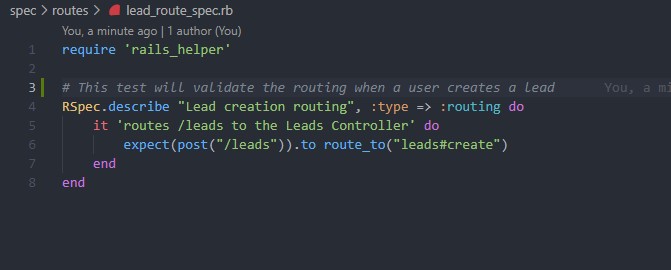 spec > routes > lead_route_spec.rb
You, a minute ago | 1 author (You)
1 require 'rails_helper'
2
3 # This test will validate the routing when a user creates a lead You, a mi
4 RSpec.describe "Lead creation routing", :type => :routing do
5 it 'routes /leads to the Leads Controller' do
6 expect(post("/leads")).to route_to("leads#create")
7 end
8 end